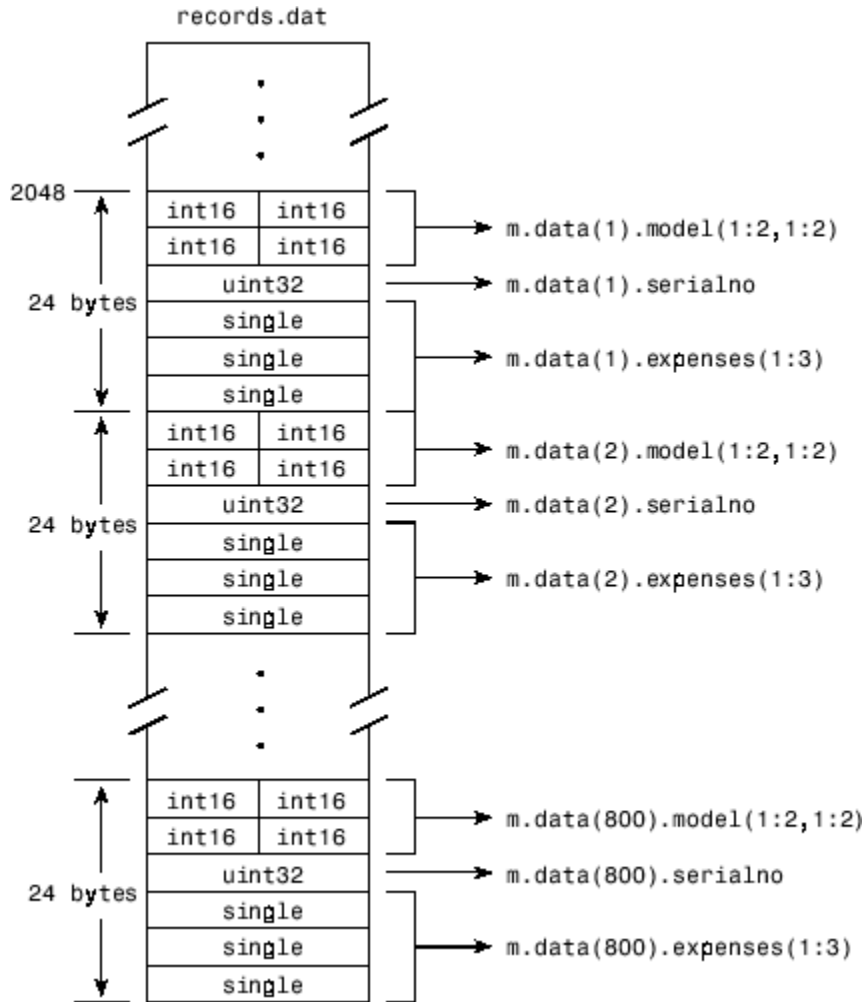 records.dat
2048
int16 int16
int16 int16
m.data(1).model(1:2,1:2)
uint32
m.data(1).serialno
24 bytes
single
single
m.data(1).expenses(1:3)
single
int16 int16
int16 int16
m.data(2).model(1:2,1:2)
uint32
m.data(2).serialno
24 bytes
single
single
m.data(2).expenses(1:3)
single
int16 int16
int16 int16
m.data(800).model(1:2,1:2)
uint32
m.data(800).serialno
24 bytes
single
single
m.data(800).expenses(1:3)
single